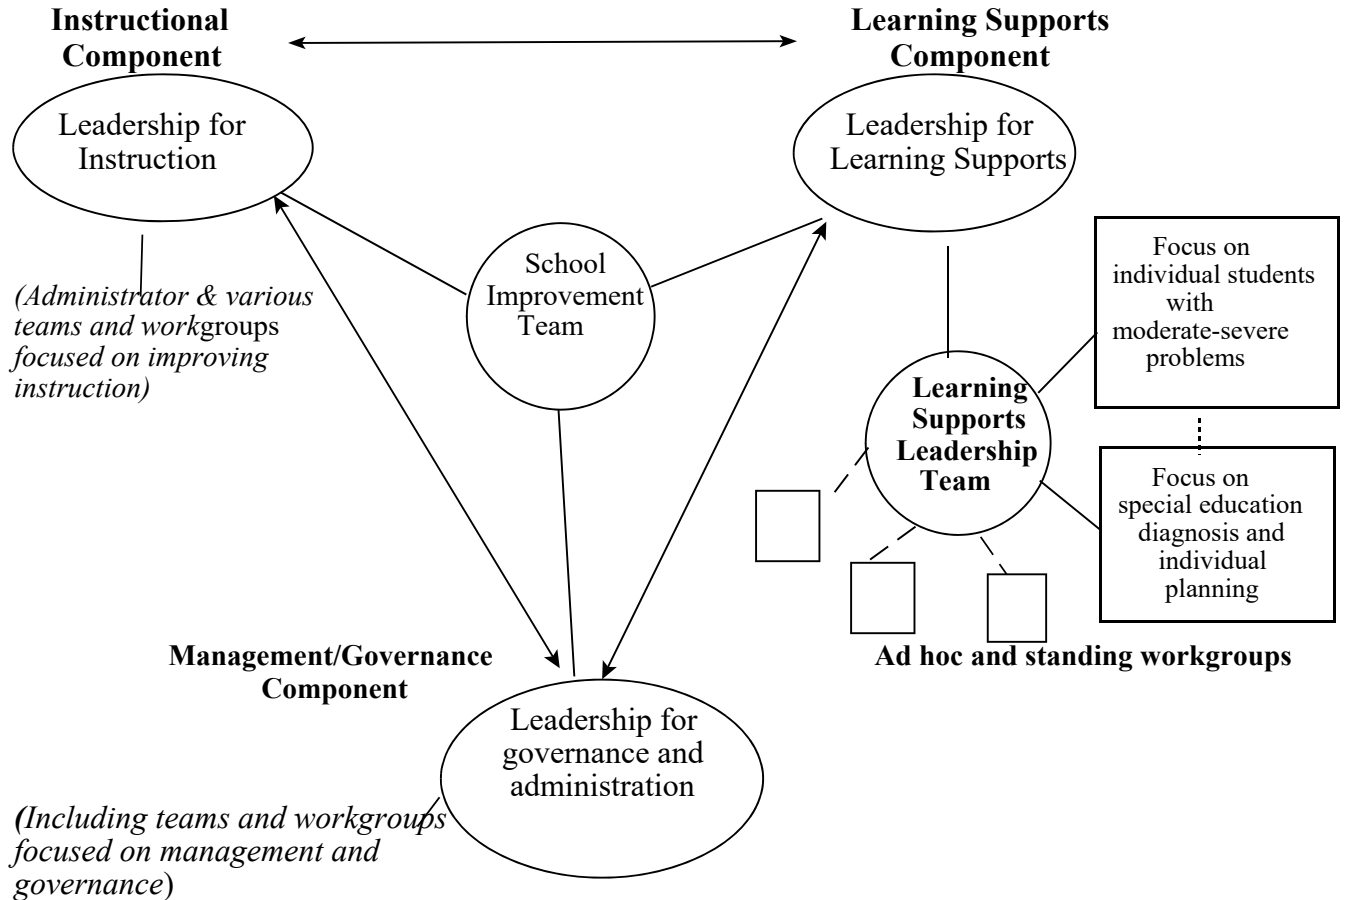 Instructional
Component
Learning Supports
Component
Leadership for
Instruction
Leadership for
Learning Supports
School
Improvement
Team
(Administrator & various
teams and workgroups
focused on improving
instruction)
Focus on
individual students
with
moderate-severe
problems
Learning
Supports
Leadership
Team
Focus on
special education
diagnosis and
individual
planning
Ad hoc and standing workgroups
Management/Governance
Component
Leadership for
governance and
administration
(Including teams and workgroups
focused on management and
governance)